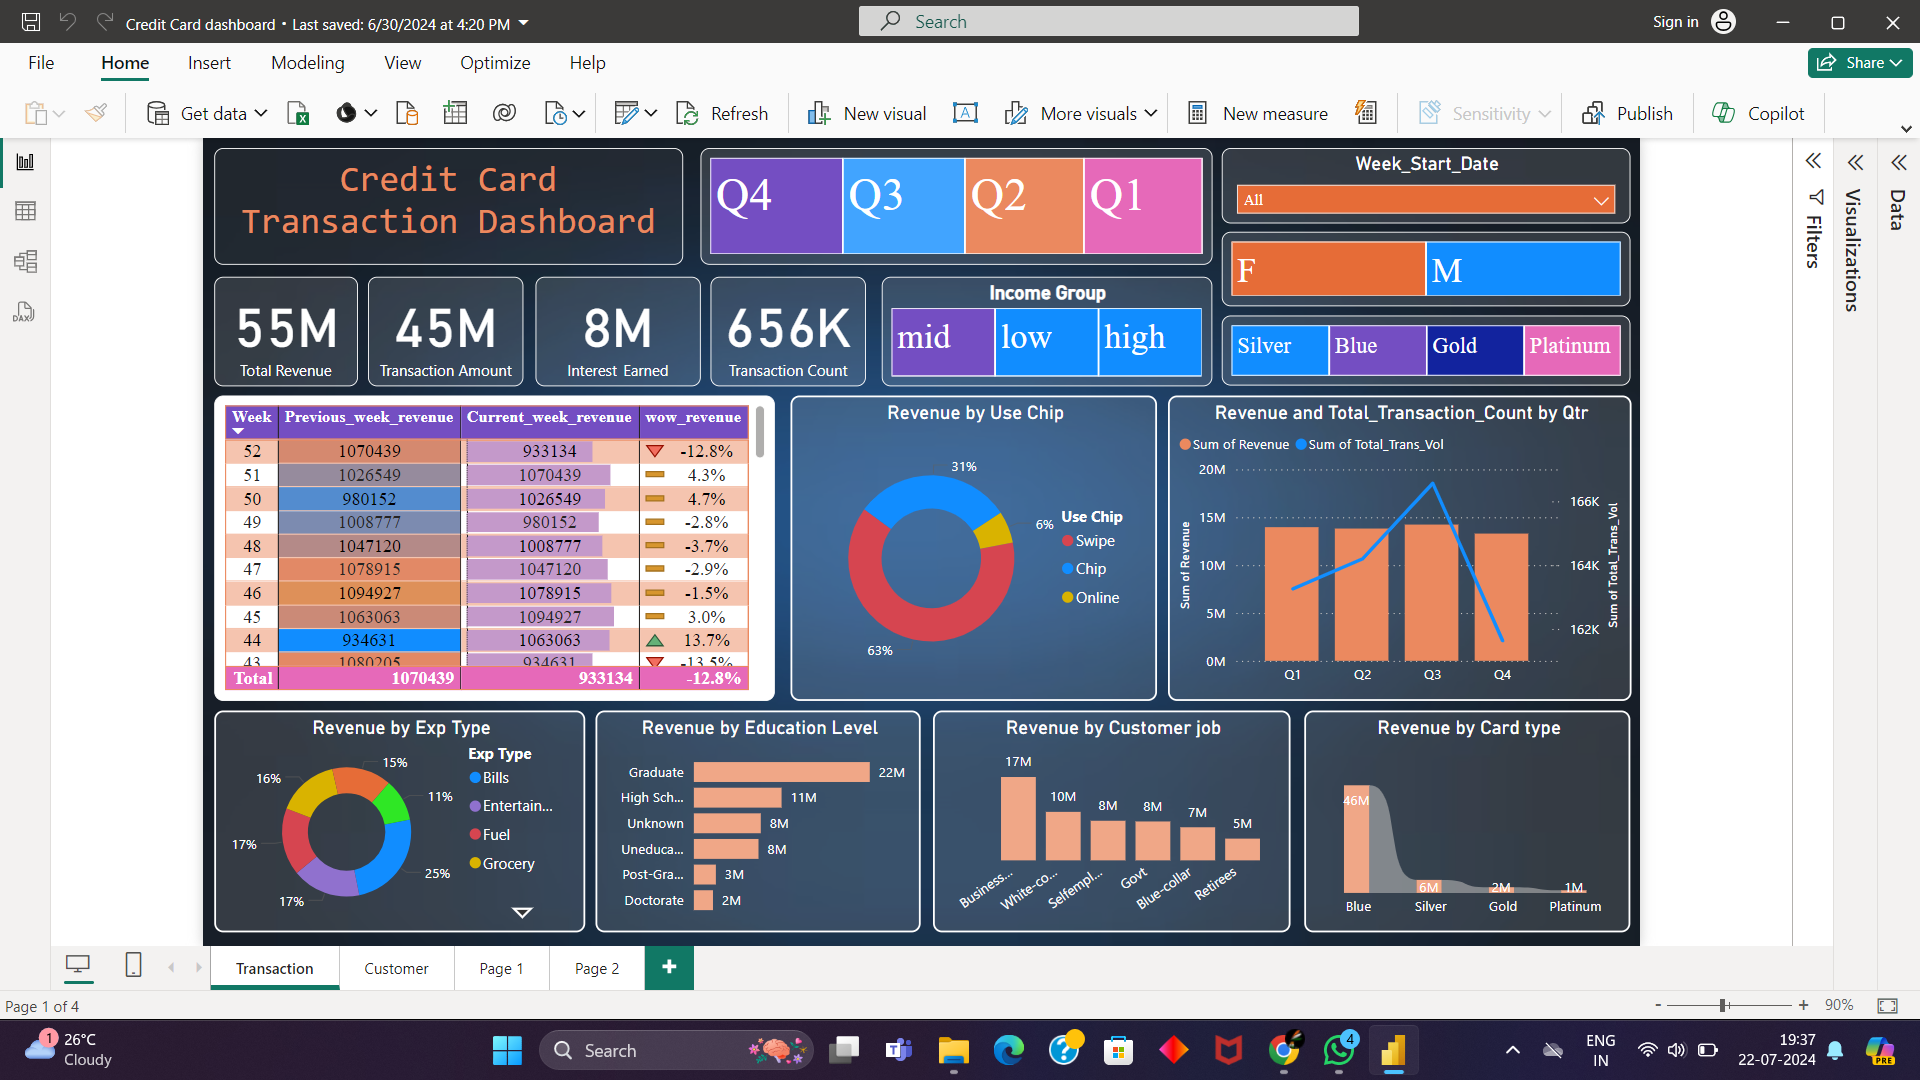 Credit Card dashboard • Last saved: 6/30/2024 at 4:20 PM
Search
Sign in
File Home Insert Modeling View Optimize Help
Share
Get data
Refresh
New visual
More visuals
New measure
Sensitivity
Publish
Copilot
Credit Card
Transaction Dashboard
Q4 Q3 Q2 Q1
Week_Start_Date
All
F M
55M
Total Revenue
45M
Transaction Amount
8M
Interest Earned
656K
Transaction Count
Income Group
mid low high
Silver Blue Gold Platinum
Week Previous_week_revenue Current_week_revenue wow_revenue
52 1070439 933134 -12.8%
51 1026549 1070439 4.3%
50 980152 1026549 4.7%
49 1008777 980152 -2.8%
48 1047120 1008777 -3.7%
47 1078915 1047120 -2.9%
46 1094927 1078915 -1.5%
45 1063063 1094927 3.0%
44 934631 1063063 13.7%
43 1080205 934631 -13.5%
Total 1070439 933134 -12.8%
Revenue by Use Chip
31%
6%
63%
Use Chip
Swipe
Chip
Online
Revenue and Total_Transaction_Count by Qtr
Sum of Revenue Sum of Total_Trans_Vol
Sum of Revenue
20M
15M
10M
5M
0M
166K
164K
162K
Sum of Total_Trans_Vol
Q1 Q2 Q3 Q4
Revenue by Exp Type
15%
11%
25%
17%
17%
16%
Exp Type
Bills
Entertain...
Fuel
Grocery
Revenue by Education Level
Graduate 22M
High Sch... 11M
Unknown 8M
Uneduca... 8M
Post-Gra... 3M
Doctorate 2M
Revenue by Customer job
17M 10M 8M 8M 7M 5M
Business... White-co... Selfempl... Govt Blue-collar Retirees
Revenue by Card type
46M 6M 2M 1M
Blue Silver Gold Platinum
Filters
Visualizations
Data
DAX
Transaction Customer Page 1 Page 2 +
Page 1 of 4
- + 90%
1
26°C
Cloudy
Search
4
ENG
IN
19:37
22-07-2024
PRE